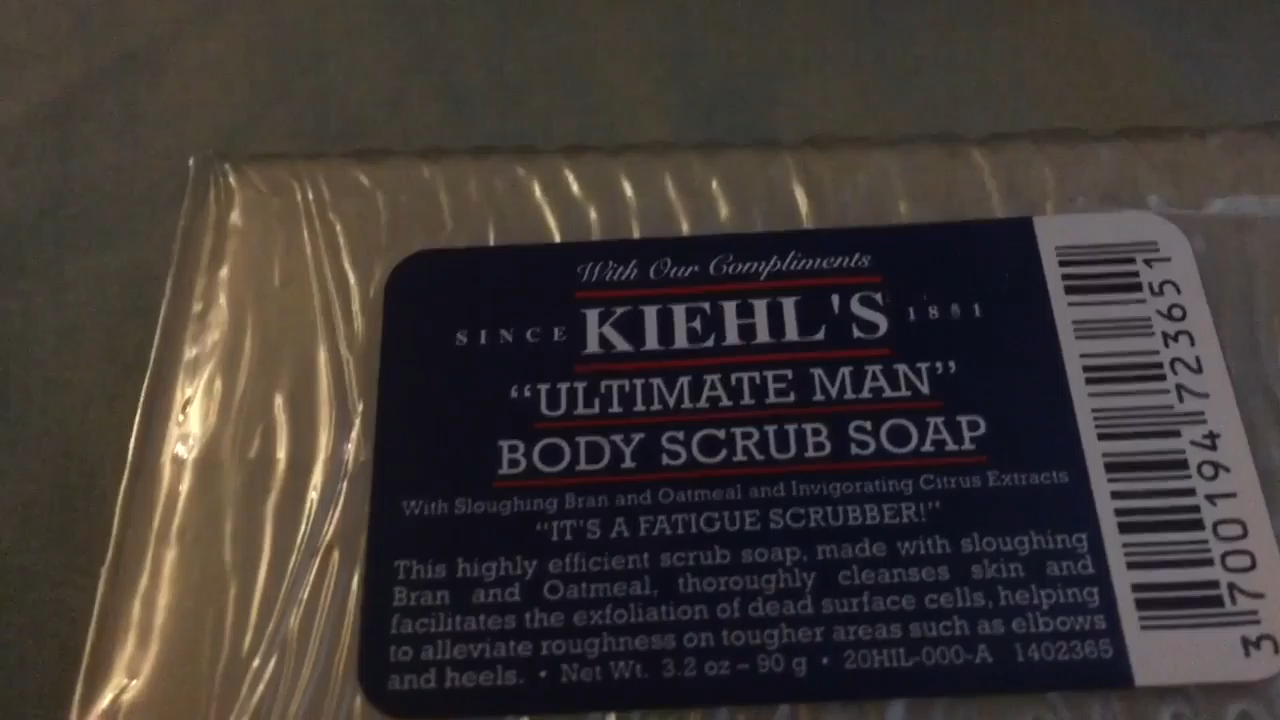 With Our Compliments
SINCE KIEHL'S 1851
“ULTIMATE MAN”
BODY SCRUB SOAP
With Sloughing Bran and Oatmeal and Invigorating Citrus Extracts
“IT'S A FATIGUE SCRUBBER!”
This highly efficient scrub soap, made with sloughing
Bran and Oatmeal, thoroughly cleanses skin and
facilitates the exfoliation of dead surface cells, helping
to alleviate roughness on tougher areas such as elbows
and heels. • Net Wt. 3.2 oz – 90 g • 20HIL-000-A 1402365
3 700194 723651